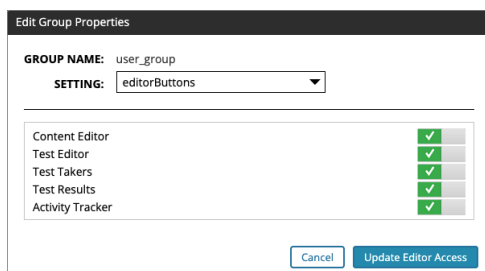 Edit Group Properties
GROUP NAME: user_group
SETTING: editorButtons
Content Editor
Test Editor
Test Takers
Test Results
Activity Tracker
Cancel Update Editor Access